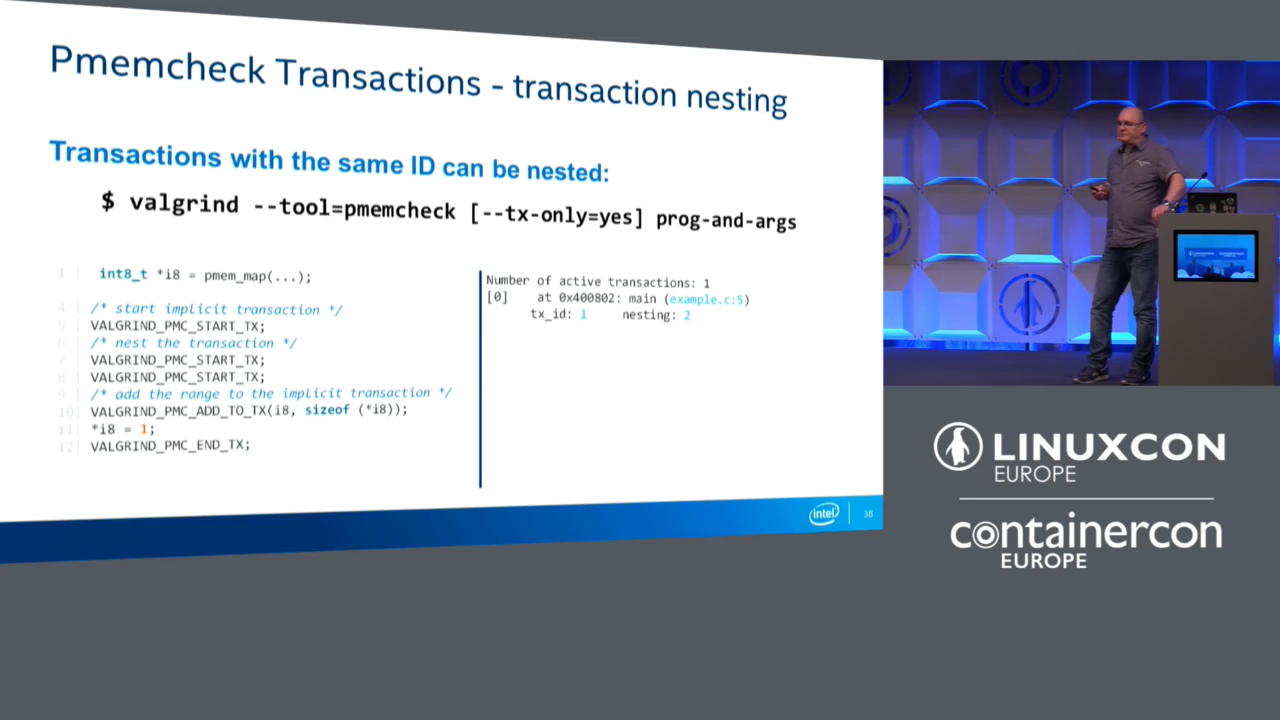 Pmemcheck Transactions - transaction nesting
Transactions with the same ID can be nested:
$ valgrind --tool=pmemcheck [--tx-only=yes] prog-and-args
1 int8_t *i8 = pmem_map(...);
4 /* start implicit transaction */
5 VALGRIND_PMC_START_TX;
6 /* nest the transaction */
7 VALGRIND_PMC_START_TX;
8 VALGRIND_PMC_START_TX;
9 /* add the range to the implicit transaction */
10 VALGRIND_PMC_ADD_TO_TX(i8, sizeof (*i8));
11 *i8 = 1;
12 VALGRIND_PMC_END_TX;
Number of active transactions: 1
[0] at 0x400802: main (example.c:5)
tx_id: 1 nesting: 2
intel
38
LINUXCON
EUROPE
containercon
EUROPE